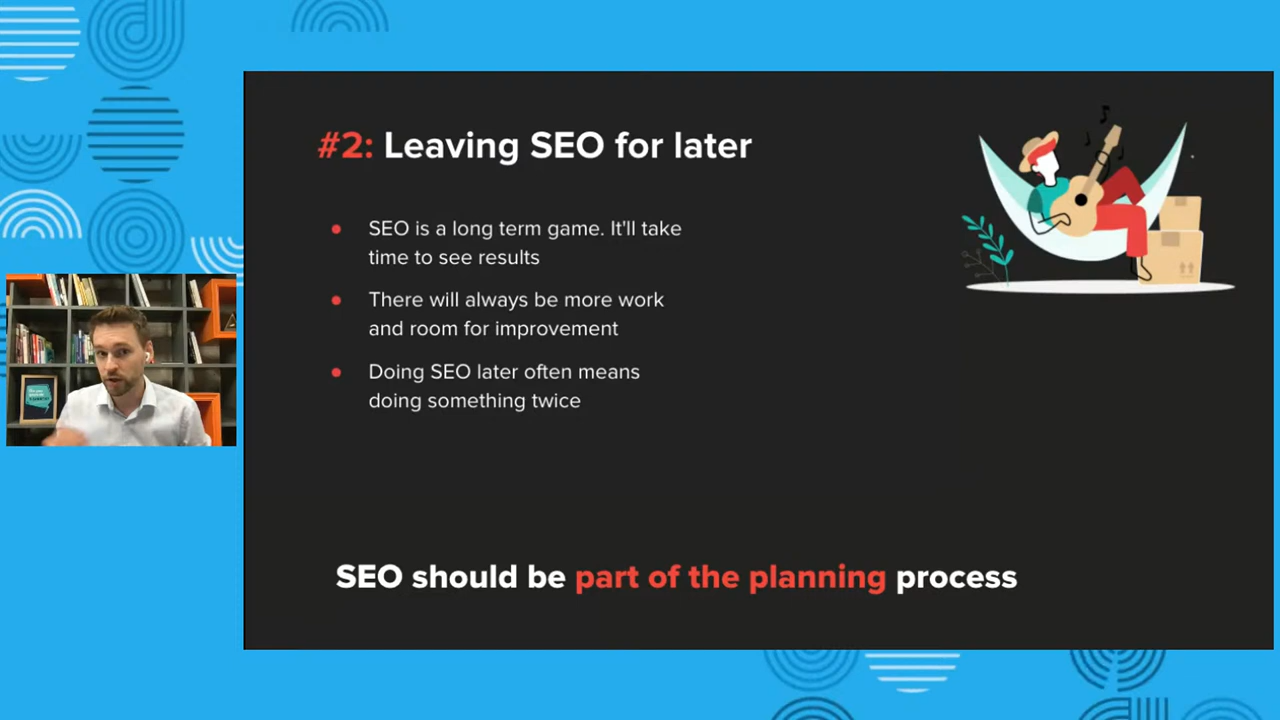 #2: Leaving SEO for later
SEO is a long term game. It'll take
time to see results
There will always be more work
and room for improvement
Doing SEO later often means
doing something twice
SEO should be part of the planning process